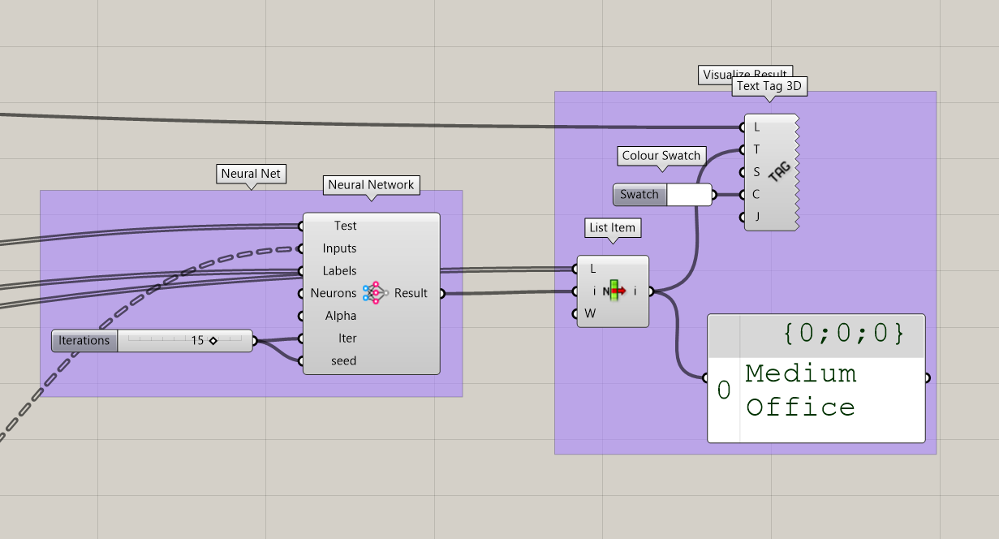 Visualize Result
Text Tag 3D
L
T
S
C
J
TAG
Colour Swatch
Swatch
Neural Net
Neural Network
Test
Inputs
Labels
Neurons
Alpha
Iter
seed
Result
Iterations
15
List Item
L
i
W
N
i
{0;0;0}
0
Medium
Office